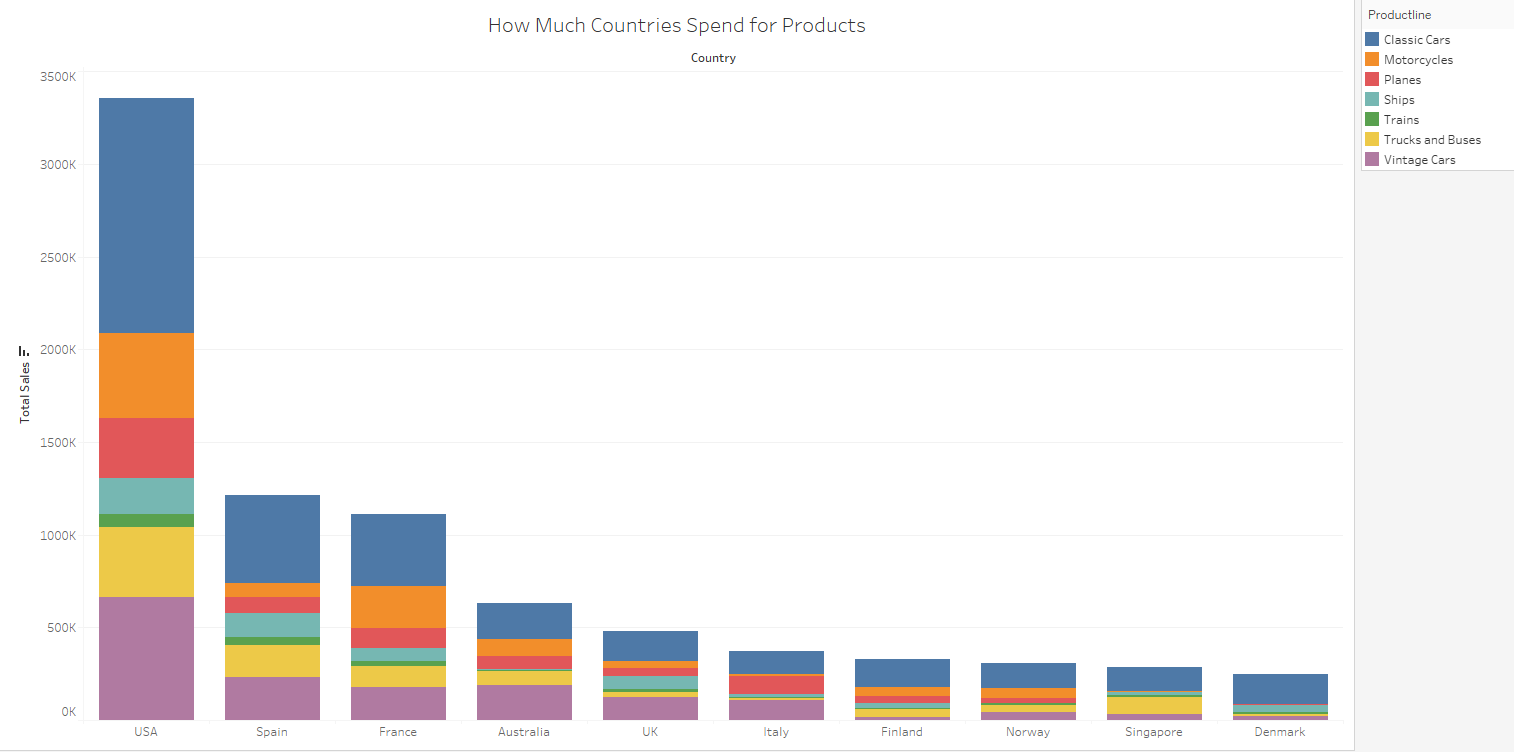 How Much Countries Spend for Products
Country
Productline
Classic Cars
Motorcycles
Planes
Ships
Trains
Trucks and Buses
Vintage Cars
Total Sales
3500K
3000K
2500K
2000K
1500K
1000K
500K
0K
USA
Spain
France
Australia
UK
Italy
Finland
Norway
Singapore
Denmark